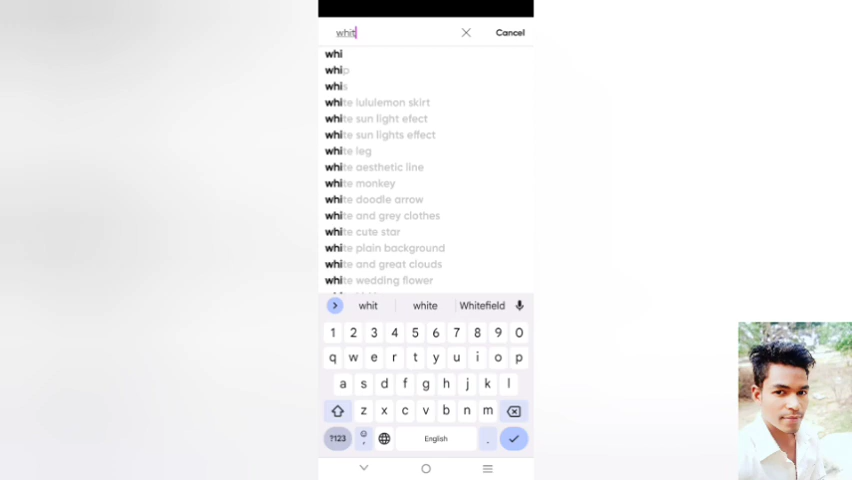 whit Cancel
whi
whip
whis
white lululemon skirt
white sun light efect
white sun lights effect
white leg
white aesthetic line
white monkey
white doodle arrow
white and grey clothes
white cute star
white plain background
white and great clouds
white wedding flower
whit white Whitefield
1 2 3 4 5 6 7 8 9 0
q w e r t y u i o p
a s d f g h j k l
z x c v b n m
?123 , English .